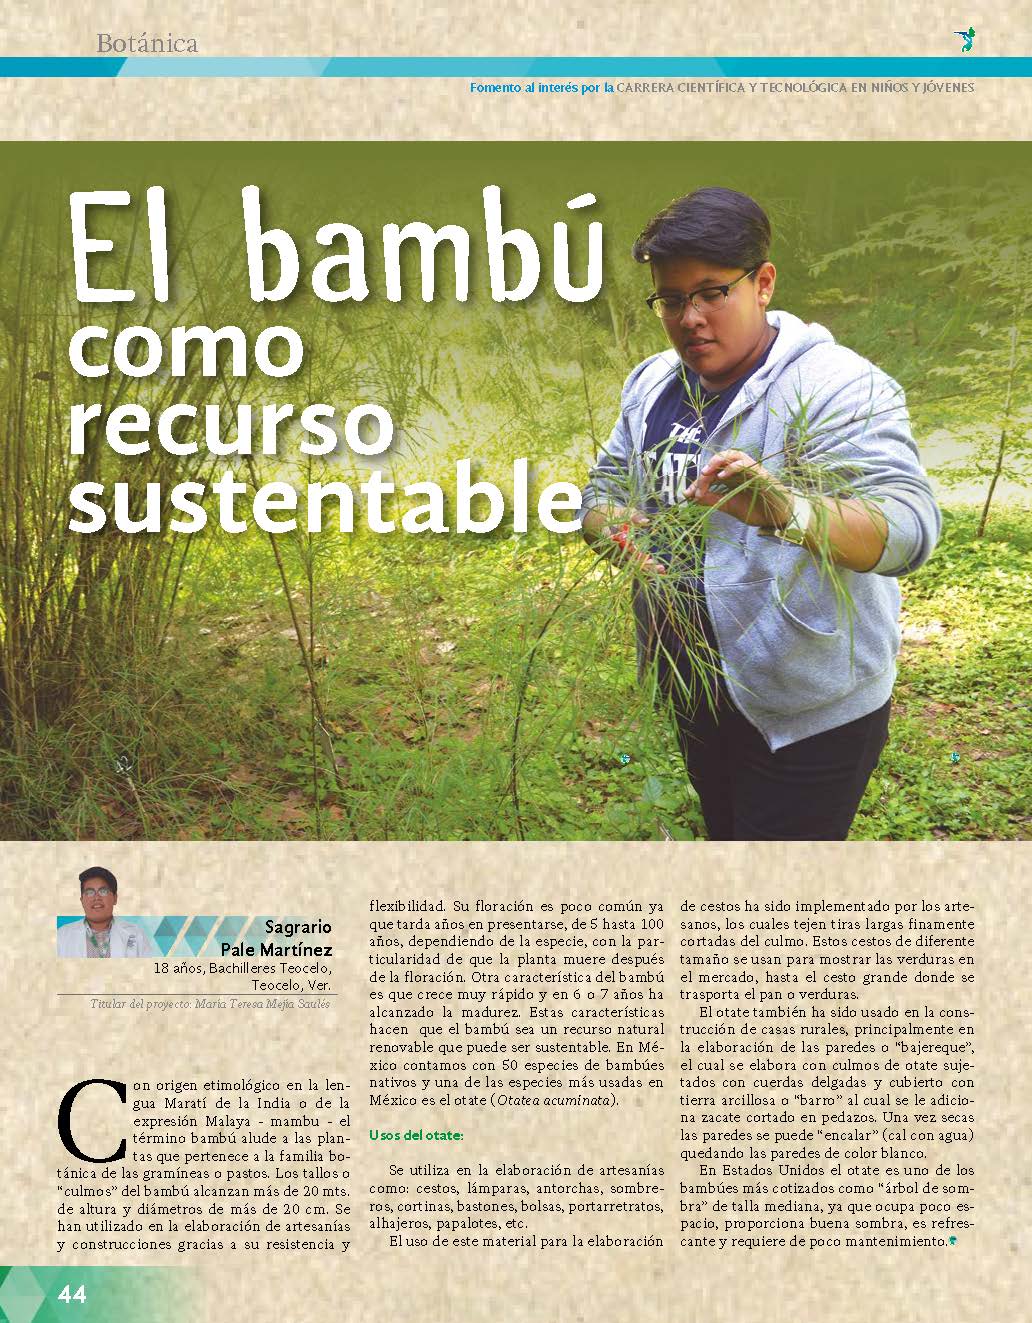 Botánica
Fomento al interés por la CARRERA CIENTÍFICA Y TECNOLÓGICA EN NIÑOS Y JÓVENES
El bambú
como
recurso
sustentable
THE
Sagrario
Pale Martínez
18 años, Bachilleres Teocelo,
Teocelo, Ver.
Titular del proyecto: María Teresa Mejía Saulés
Con origen etimológico en la len-
gua Maratí de la India o de la
expresión Malaya - mambu - el
término bambú alude a las plan-
tas que pertenece a la familia bo-
tánica de las gramíneas o pastos. Los tallos o
“culmos” del bambú alcanzan más de 20 mts.
de altura y diámetros de más de 20 cm. Se
han utilizado en la elaboración de artesanías
y construcciones gracias a su resistencia y
flexibilidad. Su floración es poco común ya
que tarda años en presentarse, de 5 hasta 100
años, dependiendo de la especie, con la par-
ticularidad de que la planta muere después
de la floración. Otra característica del bambú
es que crece muy rápido y en 6 o 7 años ha
alcanzado la madurez. Estas características
hacen que el bambú sea un recurso natural
renovable que puede ser sustentable. En Mé-
xico contamos con 50 especies de bambúes
nativos y una de las especies más usadas en
México es el otate (Otatea acuminata).
Usos del otate:
Se utiliza en la elaboración de artesanías
como: cestos, lámparas, antorchas, sombre-
ros, cortinas, bastones, bolsas, portarretratos,
alhajeros, papalotes, etc.
El uso de este material para la elaboración
de cestos ha sido implementado por los arte-
sanos, los cuales tejen tiras largas finamente
cortadas del culmo. Estos cestos de diferente
tamaño se usan para mostrar las verduras en
el mercado, hasta el cesto grande donde se
trasporta el pan o verduras.
El otate también ha sido usado en la cons-
trucción de casas rurales, principalmente en
la elaboración de las paredes o “bajereque”,
el cual se elabora con culmos de otate suje-
tados con cuerdas delgadas y cubierto con
tierra arcillosa o “barro” al cual se le adicio-
na zacate cortado en pedazos. Una vez secas
las paredes se puede “encalar” (cal con agua)
quedando las paredes de color blanco.
En Estados Unidos el otate es uno de los
bambúes más cotizados como “árbol de som-
bra” de talla mediana, ya que ocupa poco es-
pacio, proporciona buena sombra, es refres-
cante y requiere de poco mantenimiento.
44